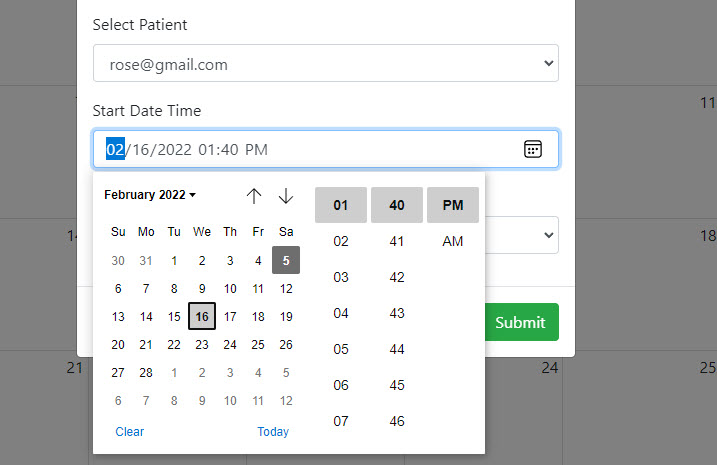 Select Patient
rose@gmail.com
Start Date Time
11
02/16/2022 01:40 PM
February 2022
01 40 PM
Su Mo Tu We Th Fr Sa
02 41 AM
30 31 1 2 3 4 5
03 42
6 7 8 9 10 11 12
04 43
13 14 15 16 17 18 19
05 44
20 21 22 23 24 25 26
06 45
27 28 1 2 3 4 5
07 46
6 7 8 9 10 11 12
Clear Today
14
18
Submit
21
24
25